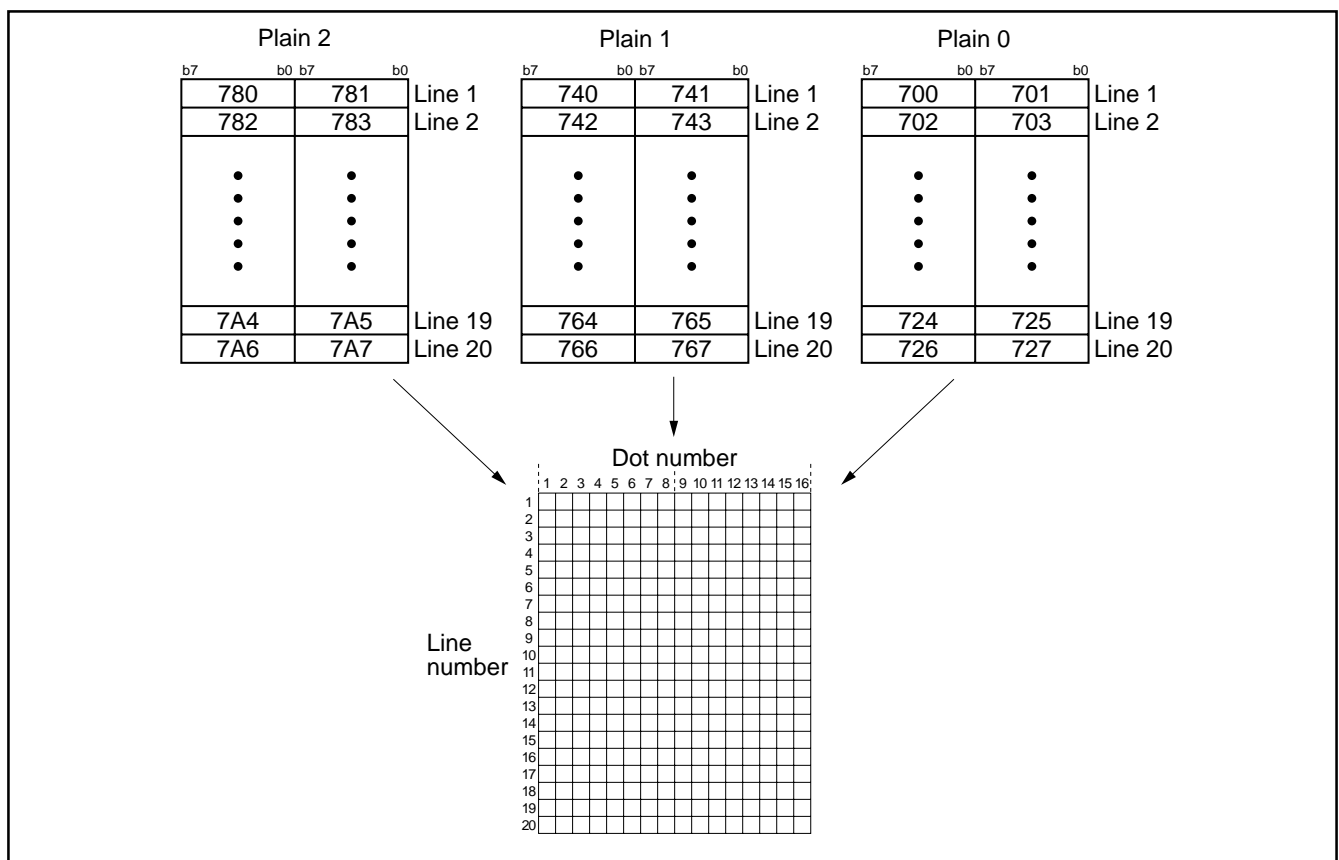 Plain 2 Plain 1 Plain 0
b7 b0 b7 b0 b7 b0 b7 b0 b7 b0 b7 b0
780 781 Line 1 740 741 Line 1 700 701 Line 1
782 783 Line 2 742 743 Line 2 702 703 Line 2
7A4 7A5 Line 19 764 765 Line 19 724 725 Line 19
7A6 7A7 Line 20 766 767 Line 20 726 727 Line 20
Dot number
1 2 3 4 5 6 7 8 9 10 11 12 13 14 15 16
1
2
3
4
5
6
7
8
9
10
11
12
13
14
15
16
17
18
19
20
Line
number